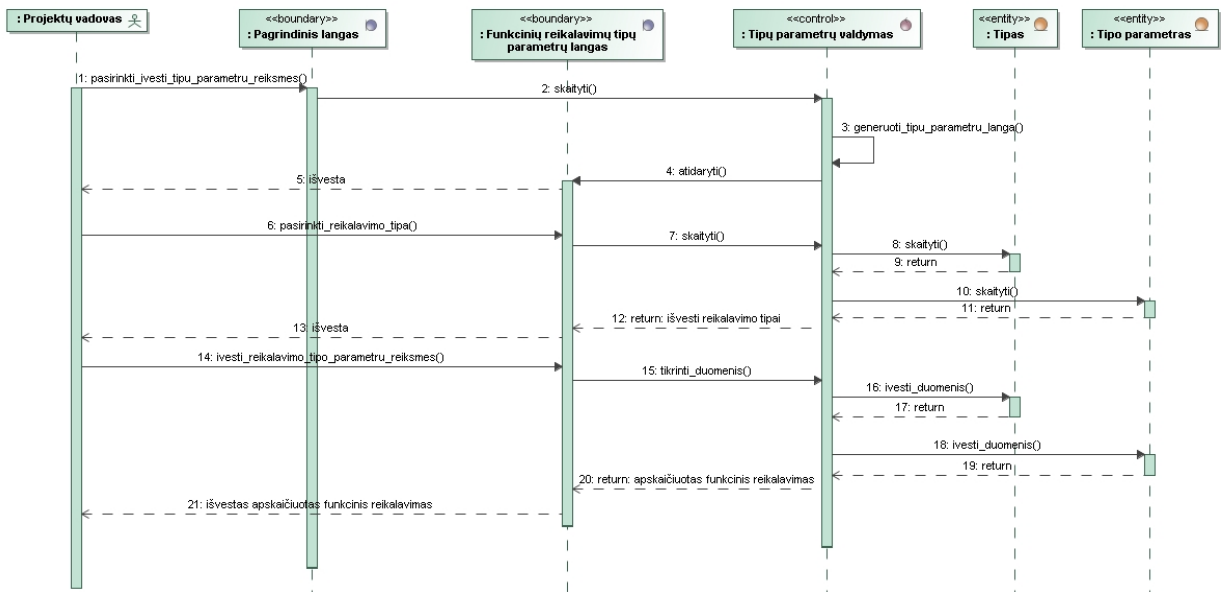 : Projektų vadovas
<<boundary>>
: Pagrindinis langas
<<boundary>>
: Funkcinių reikalavimų tipų
parametrų langas
<<control>>
: Tipų parametrų valdymas
<<entity>>
: Tipas
<<entity>>
: Tipo parametras
1: pasirinkti_ivesti_tipu_parametru_reiksmes()
2: skaityti()
3: generuoti_tipu_parametru_langa()
4: atidaryti()
5: išvesta
6: pasirinkti_reikalavimo_tipa()
7: skaityti()
8: skaityti()
9: return
10: skaityti()
11: return
12: return: išvesti reikalavimo tipai
13: išvesta
14: ivesti_reikalavimo_tipo_parametru_reiksmes()
15: tikrinti_duomenis()
16: ivesti_duomenis()
17: return
18: ivesti_duomenis()
19: return
20: return: apskaičiuotas funkcinis reikalavimas
21: išvestas apskaičiuotas funkcinis reikalavimas